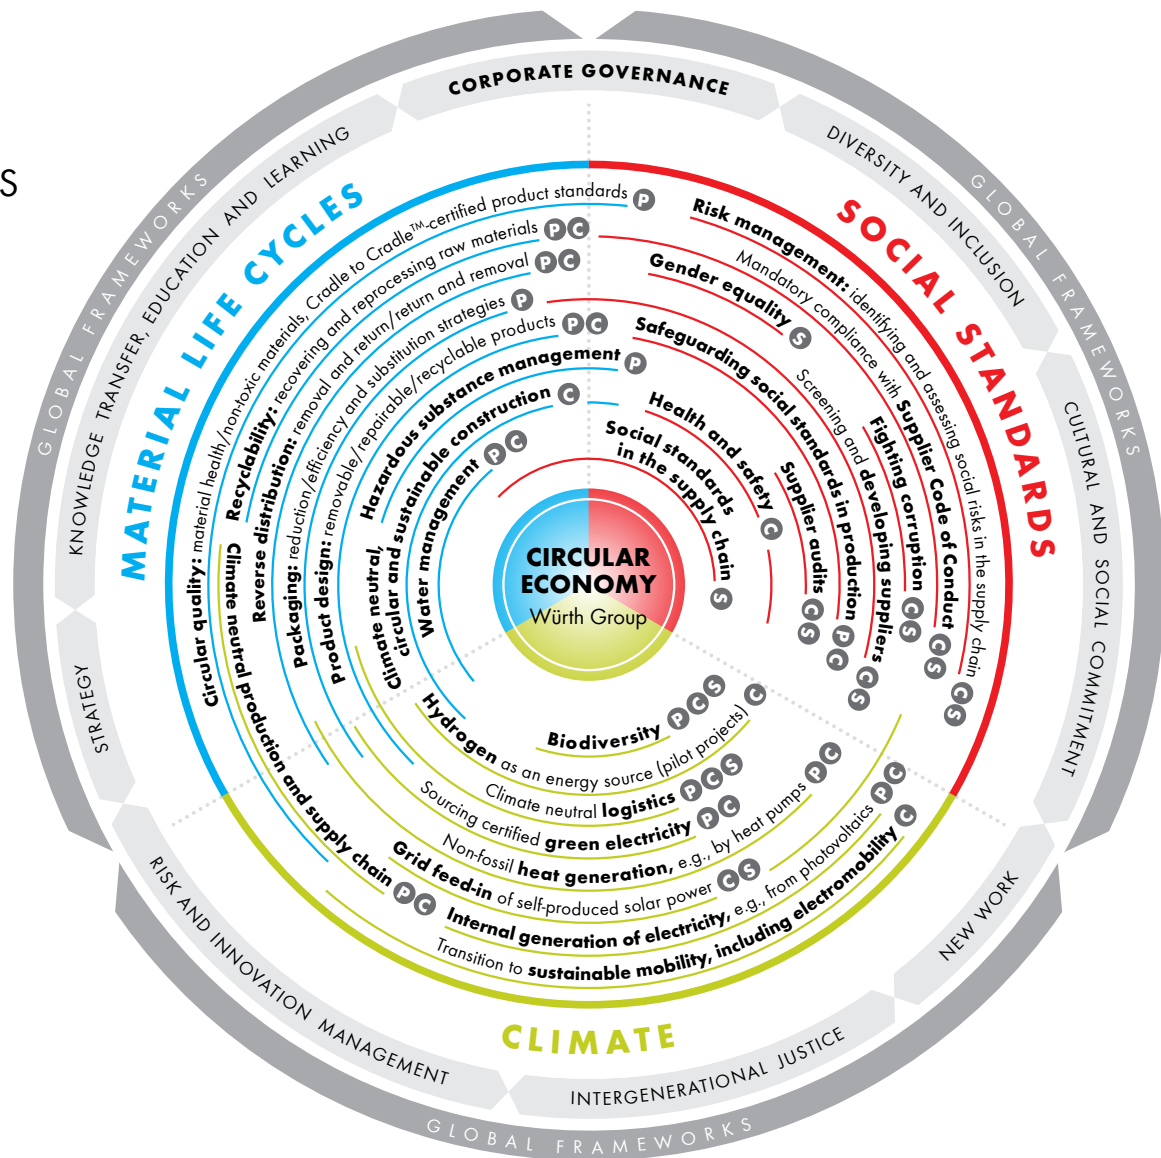 S
GLOBAL FRAMEWORKS
GLOBAL FRAMEWORKS
GLOBAL FRAMEWORKS
CORPORATE GOVERNANCE
DIVERSITY AND INCLUSION
CULTURAL AND SOCIAL COMMITMENT
NEW WORK
INTERGENERATIONAL JUSTICE
RISK AND INNOVATION MANAGEMENT
STRATEGY
KNOWLEDGE TRANSFER, EDUCATION AND LEARNING
MATERIAL LIFE CYCLES
Circular quality: material health/non-toxic materials, Cradle to Cradle™-certified product standards P
Recyclability: recovering and reprocessing raw materials P C
Reverse distribution: removal and return/return and removal P C
Packaging: reduction/efficiency and substitution strategies P
Product design: removable/repairable/recyclable products P C
Hazardous substance management P
Climate neutral,
circular and sustainable construction C
Water management P C
SOCIAL STANDARDS
Risk management: identifying and assessing social risks in the supply chain C S
Mandatory compliance with Supplier Code of Conduct C S
Gender equality S
Fighting corruption C S
Screening and developing suppliers C S
Safeguarding social standards in production P C
Supplier audits C S
Health and safety C
Social standards
in the supply chain S
CIRCULAR
ECONOMY
Würth Group
Biodiversity P C S
Hydrogen as an energy source (pilot projects) C
Climate neutral logistics P C S
Sourcing certified green electricity P C
Non-fossil heat generation, e.g., by heat pumps P C
Grid feed-in of self-produced solar power C S
Internal generation of electricity, e.g., from photovoltaics P C
Transition to sustainable mobility, including electromobility C
Climate neutral production and supply chain P C
CLIMATE